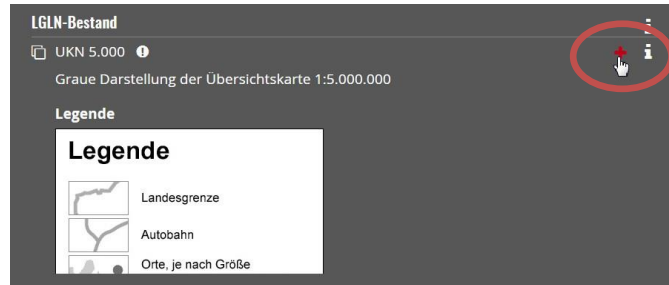 LGLN-Bestand
UKN 5.000
Graue Darstellung der Übersichtskarte 1:5.000.000
Legende
Legende
Landesgrenze
Autobahn
Orte, je nach Größe